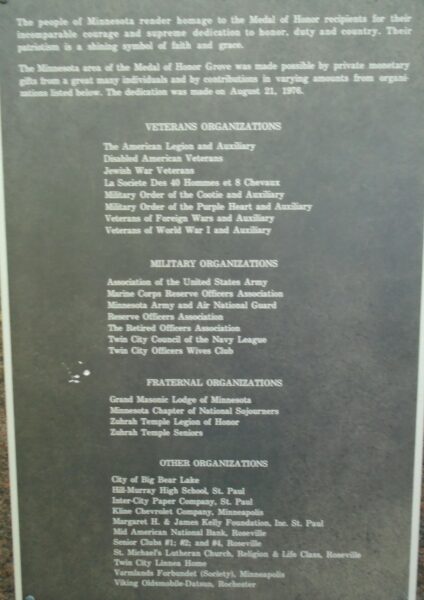 The people of Minnesota render homage to the Medal of Honor recipients for their
incomparable courage and supreme dedication to honor, duty and country. Their
patriotism is a shining symbol of faith and grace.
The Minnesota area of the Medal of Honor Grove was made possible by private monetary
gifts from a great many individuals and by contributions in varying amounts from organi-
zations listed below. The dedication was made on August 21, 1976.
VETERANS ORGANIZATIONS
The American Legion and Auxiliary
Disabled American Veterans
Jewish War Veterans
La Societe Des 40 Hommes et 8 Chevaux
Military Order of the Cootie and Auxiliary
Military Order of the Purple Heart and Auxiliary
Veterans of Foreign Wars and Auxiliary
Veterans of World War I and Auxiliary
MILITARY ORGANIZATIONS
Association of the United States Army
Marine Corps Reserve Officers Association
Minnesota Army and Air National Guard
Reserve Officers Association
The Retired Officers Association
Twin City Council of the Navy League
Twin City Officers Wives Club
FRATERNAL ORGANIZATIONS
Grand Masonic Lodge of Minnesota
Minnesota Chapter of National Sojourners
Zuhrah Temple Legion of Honor
Zuhrah Temple Seniors
OTHER ORGANIZATIONS
City of Big Bear Lake
Hill-Murray High School, St. Paul
Inter-City Paper Company, St. Paul
Kline Chevrolet Company, Minneapolis
Margaret H. & James Kelly Foundation, Inc. St. Paul
Mid American National Bank, Roseville
Senior Clubs #1; #2; and #4, Roseville
St. Michael's Lutheran Church, Religion & Life Class, Roseville
Twin City Linnea Home
Varmlands Forbundet (Society), Minneapolis
Viking Oldsmobile-Datsun, Rochester